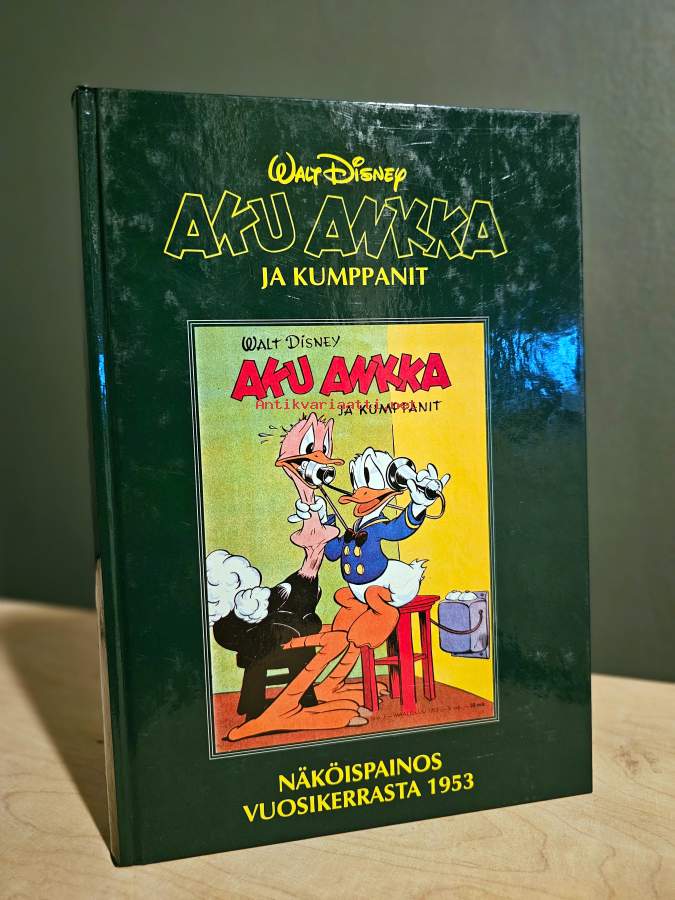 WALT DISNEY
AKU ANKKA
JA KUMPPANIT
WALT DISNEY
AKU ANKKA
Antikvariaatti.net
JA KUMPPANIT
NÄKÖISPAINOS
VUOSIKERRASTA 1953